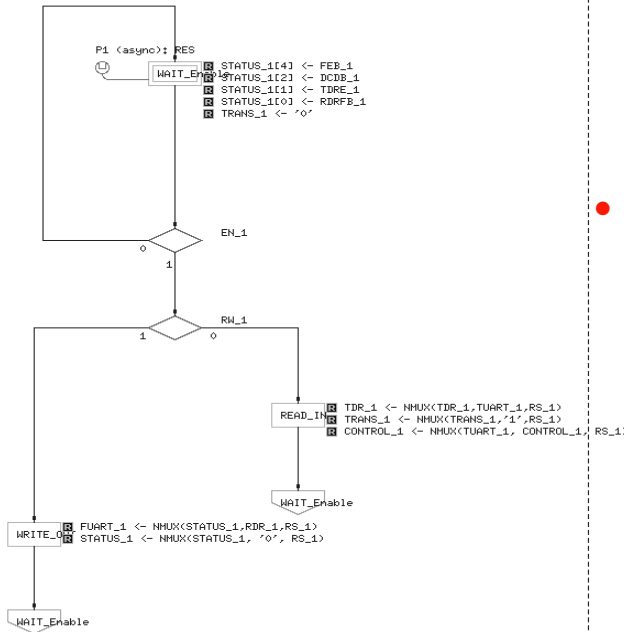 P1 (async): RES
WAIT_Enable
R STATUS_1[4] <- FEB_1
R STATUS_1[2] <- DCDB_1
R STATUS_1[1] <- TDRE_1
R STATUS_1[0] <- RDRFB_1
R TRANS_1 <- '0'
EN_1
0
1
RW_1
1
0
READ_IN
R TDR_1 <- NMUX(TDR_1,TUART_1,RS_1)
R TRANS_1 <- NMUX(TRANS_1,'1',RS_1)
R CONTROL_1 <- NMUX(TUART_1, CONTROL_1, RS_1)
WAIT_Enable
WRITE_OUT
R FUART_1 <- NMUX(STATUS_1,RDR_1,RS_1)
R STATUS_1 <- NMUX(STATUS_1, '0', RS_1)
WAIT_Enable